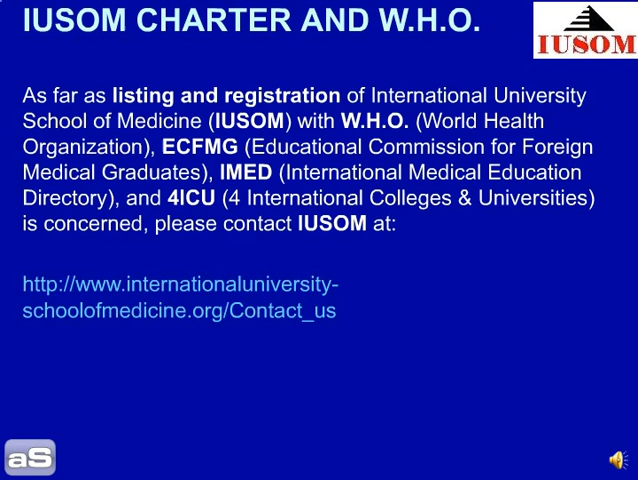 IUSOM CHARTER AND W.H.O.
IUSOM
As far as listing and registration of International University
School of Medicine (IUSOM) with W.H.O. (World Health
Organization), ECFMG (Educational Commission for Foreign
Medical Graduates), IMED (International Medical Education
Directory), and 4ICU (4 International Colleges & Universities)
is concerned, please contact IUSOM at:
http://www.internationaluniversity-
schoolofmedicine.org/Contact_us
aS